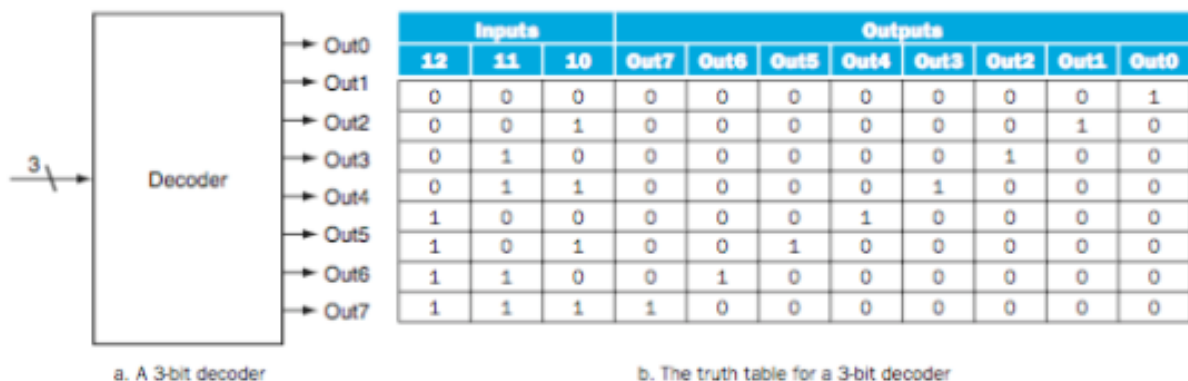 Out0
Out1
Out2
3
Out3
Decoder
Out4
Out5
Out6
Out7
a. A 3-bit decoder
Inputs Outputs
12 11 10 Out7 Out6 Out5 Out4 Out3 Out2 Out1 Out0
0 0 0 0 0 0 0 0 0 0 1
0 0 1 0 0 0 0 0 0 1 0
0 1 0 0 0 0 0 0 1 0 0
0 1 1 0 0 0 0 1 0 0 0
1 0 0 0 0 0 1 0 0 0 0
1 0 1 0 0 1 0 0 0 0 0
1 1 0 0 1 0 0 0 0 0 0
1 1 1 1 0 0 0 0 0 0 0
b. The truth table for a 3-bit decoder